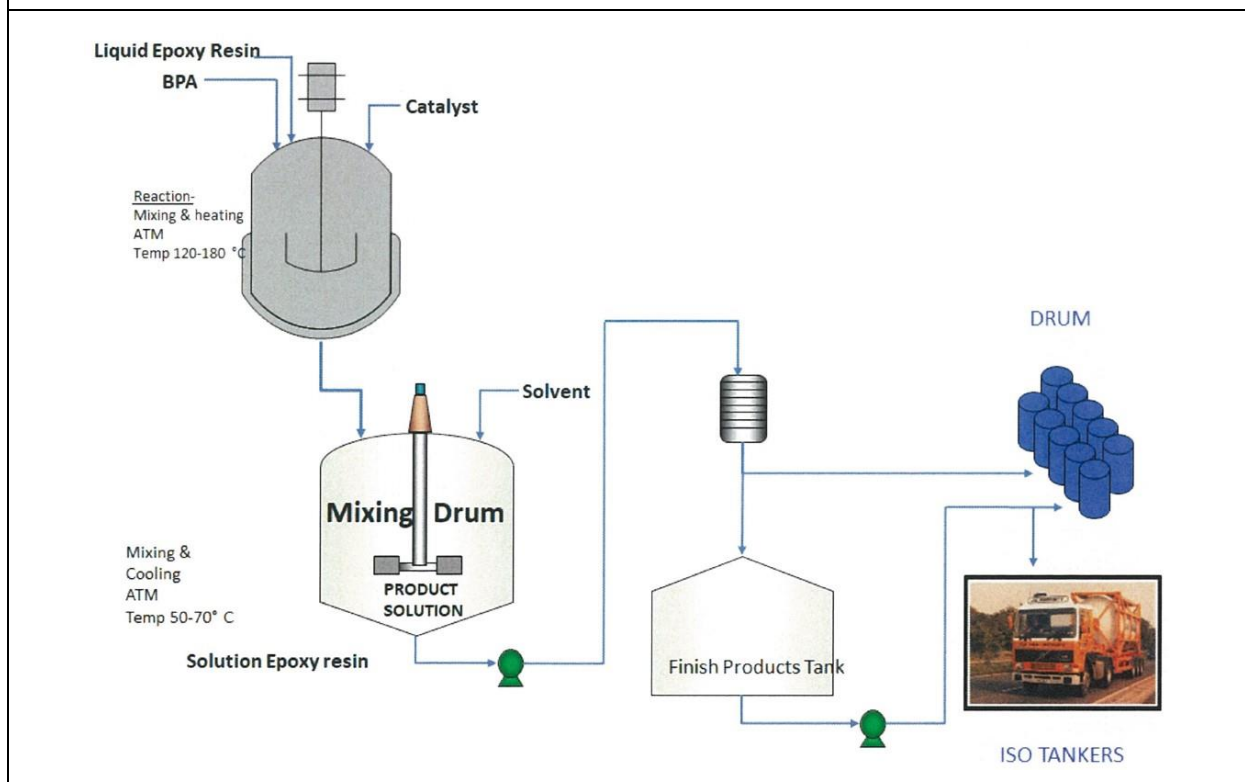 Liquid Epoxy Resin
BPA
Catalyst
Reaction-
Mixing & heating
ATM
Temp 120-180 °C
Solvent
Mixing Drum
PRODUCT
SOLUTION
Mixing &
Cooling
ATM
Temp 50-70° C
Solution Epoxy resin
DRUM
Finish Products Tank
ISO TANKERS